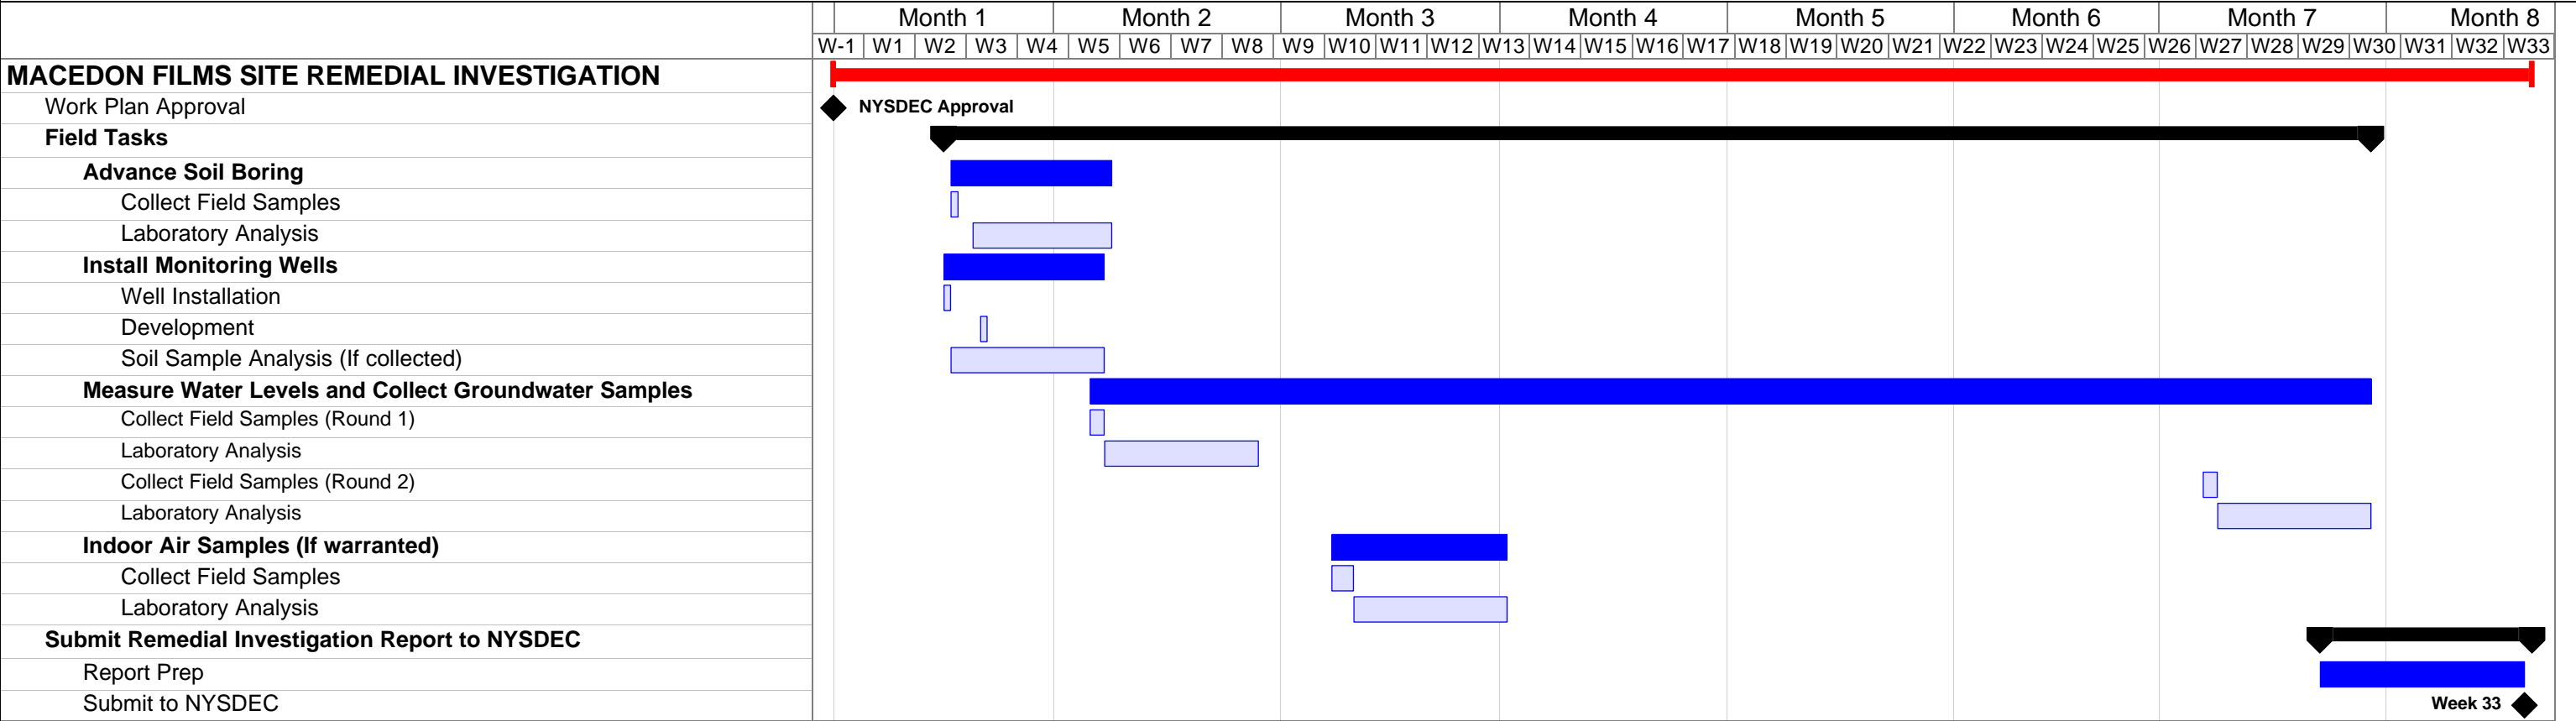 Month 1 Month 2 Month 3 Month 4 Month 5 Month 6 Month 7 Month 8
W-1 W1 W2 W3 W4 W5 W6 W7 W8 W9 W10 W11 W12 W13 W14 W15 W16 W17 W18 W19 W20 W21 W22 W23 W24 W25 W26 W27 W28 W29 W30 W31 W32 W33
MACEDON FILMS SITE REMEDIAL INVESTIGATION
Work Plan Approval NYSDEC Approval
Field Tasks
Advance Soil Boring
Collect Field Samples
Laboratory Analysis
Install Monitoring Wells
Well Installation
Development
Soil Sample Analysis (If collected)
Measure Water Levels and Collect Groundwater Samples
Collect Field Samples (Round 1)
Laboratory Analysis
Collect Field Samples (Round 2)
Laboratory Analysis
Indoor Air Samples (If warranted)
Collect Field Samples
Laboratory Analysis
Submit Remedial Investigation Report to NYSDEC
Report Prep
Submit to NYSDEC Week 33